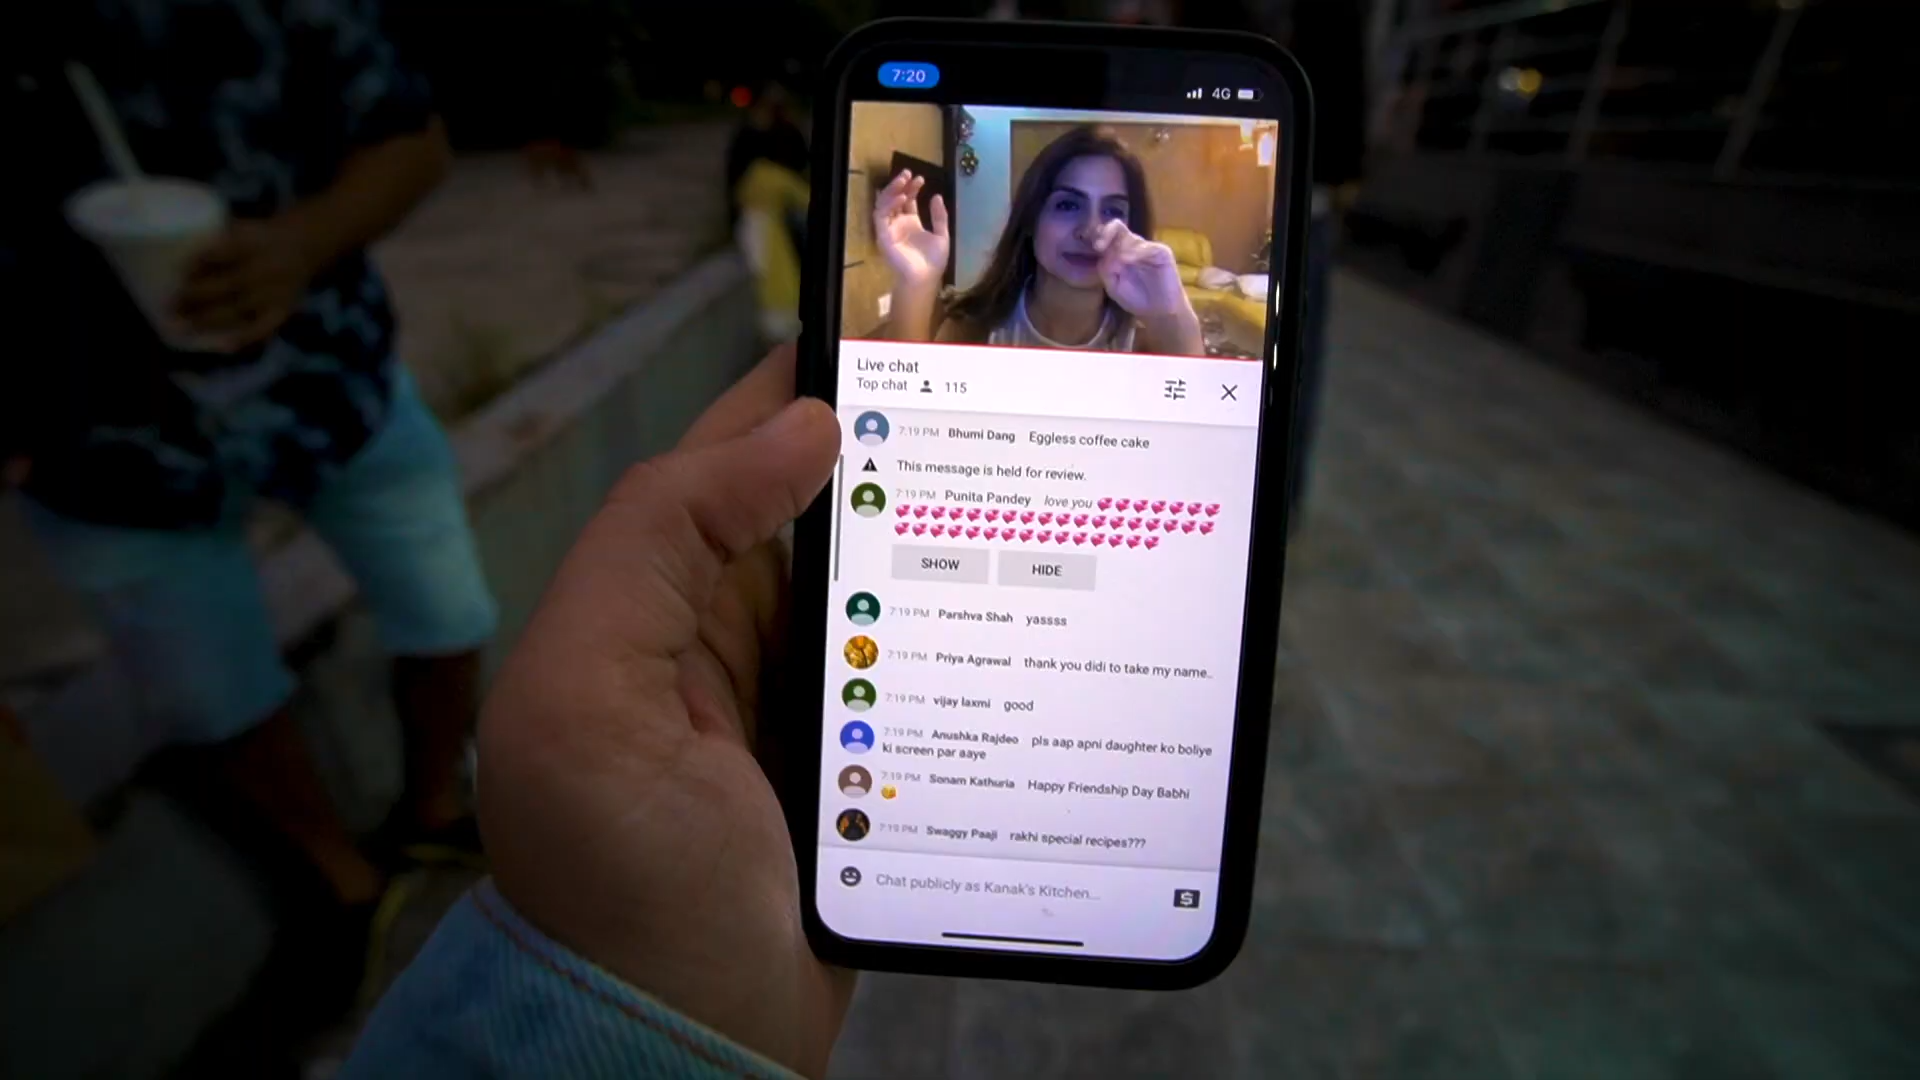 7:20
4G
Live chat
Top chat 115
7:19 PM Bhumi Dang Eggless coffee cake
This message is held for review.
7:19 PM Punita Pandey love you 💞💞💞💞💞💞💞
💞💞💞💞💞💞💞💞💞💞💞💞💞💞💞💞💞💞
💞💞💞💞💞💞💞💞💞💞💞💞💞💞💞
SHOW HIDE
7:19 PM Parshva Shah yassss
7:19 PM Priya Agrawal thank you didi to take my name..
7:19 PM vijay laxmi good
7:19 PM Anushka Rajdeo pls aap apni daughter ko boliye
ki screen par aaye
7:19 PM Sonam Kathuria Happy Friendship Day Babhi
7:19 PM Swaggy Paaji rakhi special recipes???
Chat publicly as Kanak's Kitchen...
$